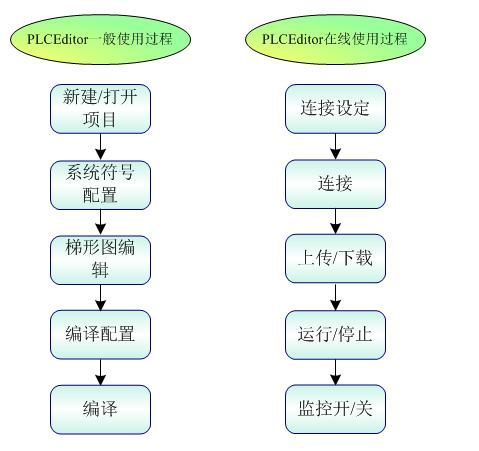 PLCEditor一般使用过程
新建/打开
项目
系统符号
配置
梯形图编
辑
编译配置
编译
PLCEditor在线使用过程
连接设定
连接
上传/下载
运行/停止
监控开/关